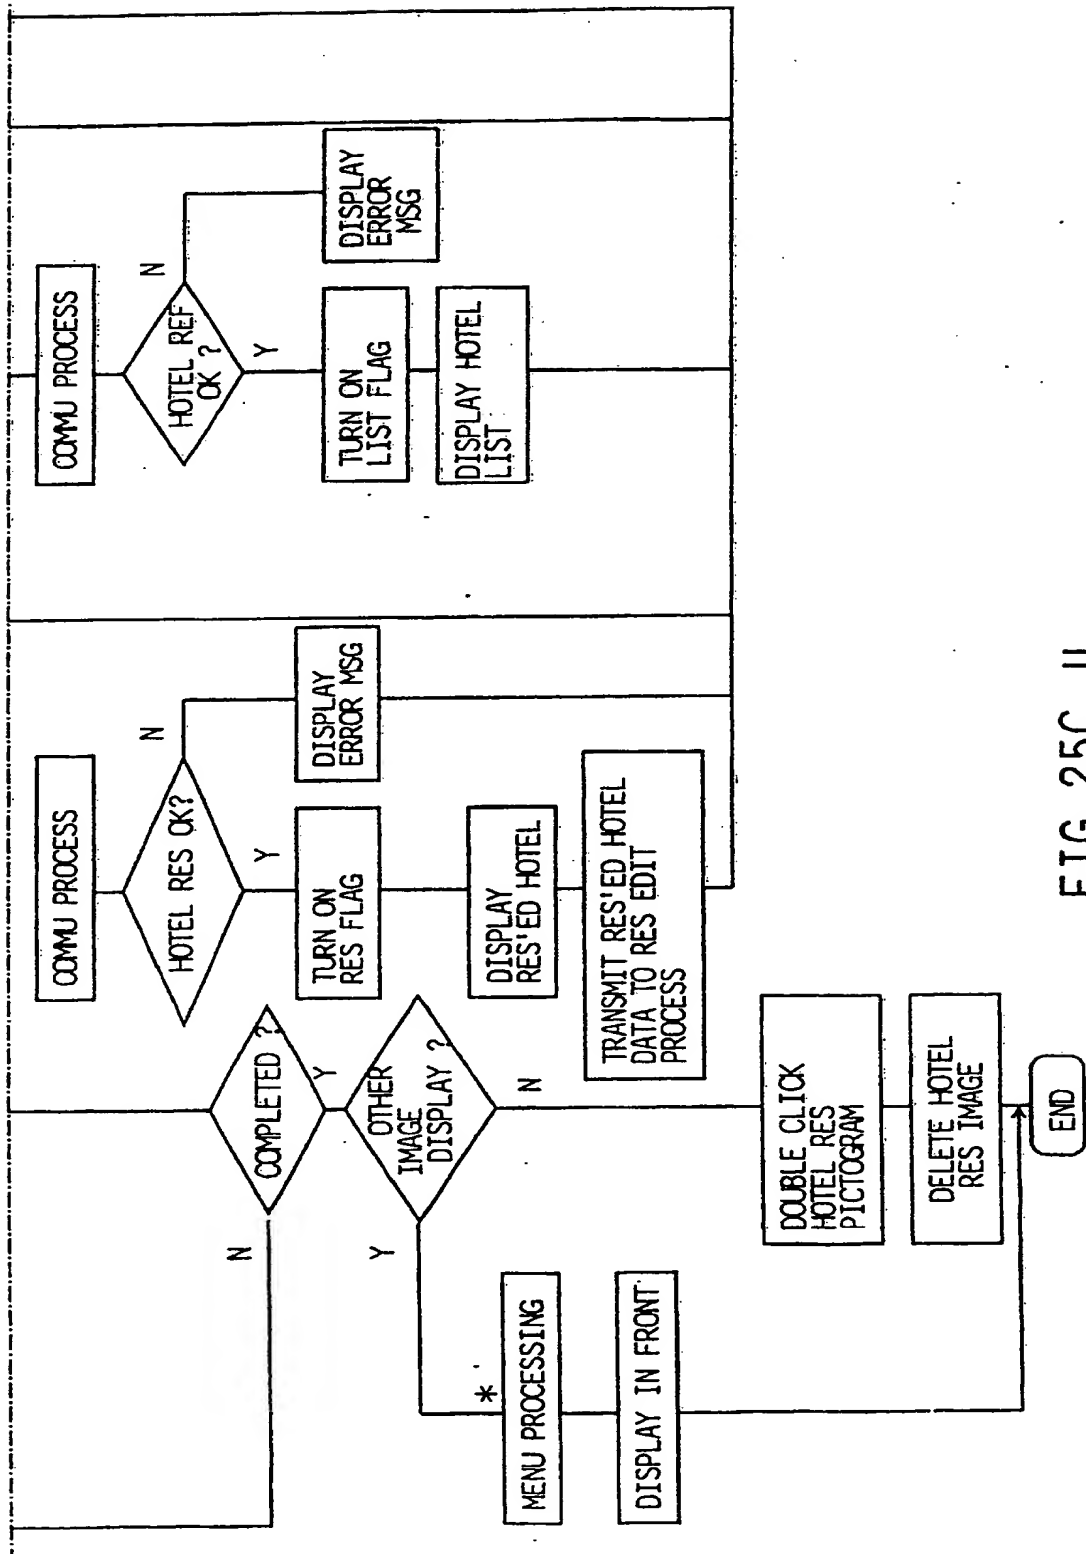 N
Y
*
MENU PROCESSING
DISPLAY IN FRONT
COMPLETED ?
Y
OTHER
IMAGE
DISPLAY ?
N
DOUBLE CLICK
HOTEL RES
PICTOGRAM
DELETE HOTEL
RES IMAGE
END
COMMU PROCESS
HOTEL RES OK?
N
Y
TURN ON
RES FLAG
DISPLAY
ERROR MSG
DISPLAY
RES'ED HOTEL
TRANSMIT RES'ED HOTEL
DATA TO RES EDIT
PROCESS
COMMU PROCESS
HOTEL REF
OK ?
N
Y
TURN ON
LIST FLAG
DISPLAY
ERROR
MSG
DISPLAY HOTEL
LIST
FIG 25C